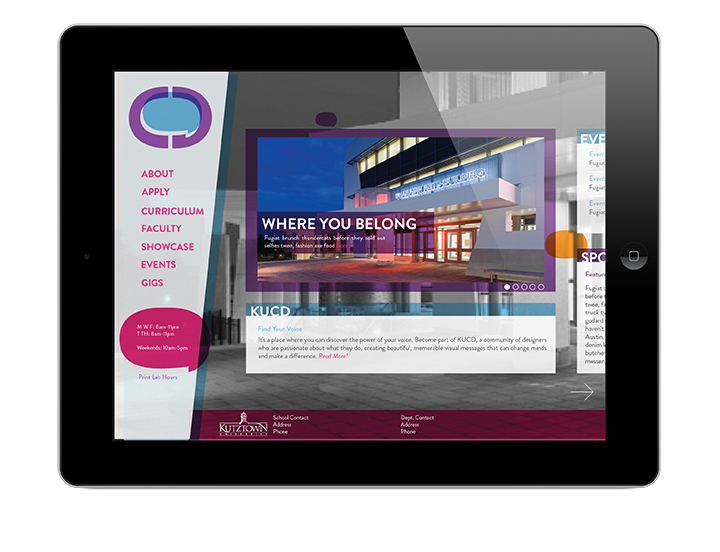 ABOUT
APPLY
CURRICULUM
FACULTY
SHOWCASE
EVENTS
GIGS
M W F: 8am-11pm
T TH: 8am-11pm
Weekends: 10am-5pm
Print Lab Hours
WHERE YOU BELONG
Fugiat brunch thundercats before they sold out
selfies twee, fashion axe food
KUCD
Find Your Voice
It's a place where you can discover the power of your voice. Become part of KUCD, a community of designers
who are passionate about what they do, creating beautiful, memorable visual messages that can change minds
and make a difference. Read More!
EVE
Even
Fugia
Even
Fugia
Even
Fugia
SPO
Featur
Fugiat b
before t
twee, fa
truck ty
godard
haven't
Austin,
denim l
butcher
messen
KUTZTOWN
UNIVERSITY
School Contact
Address
Phone
Dept. Contact
Address
Phone